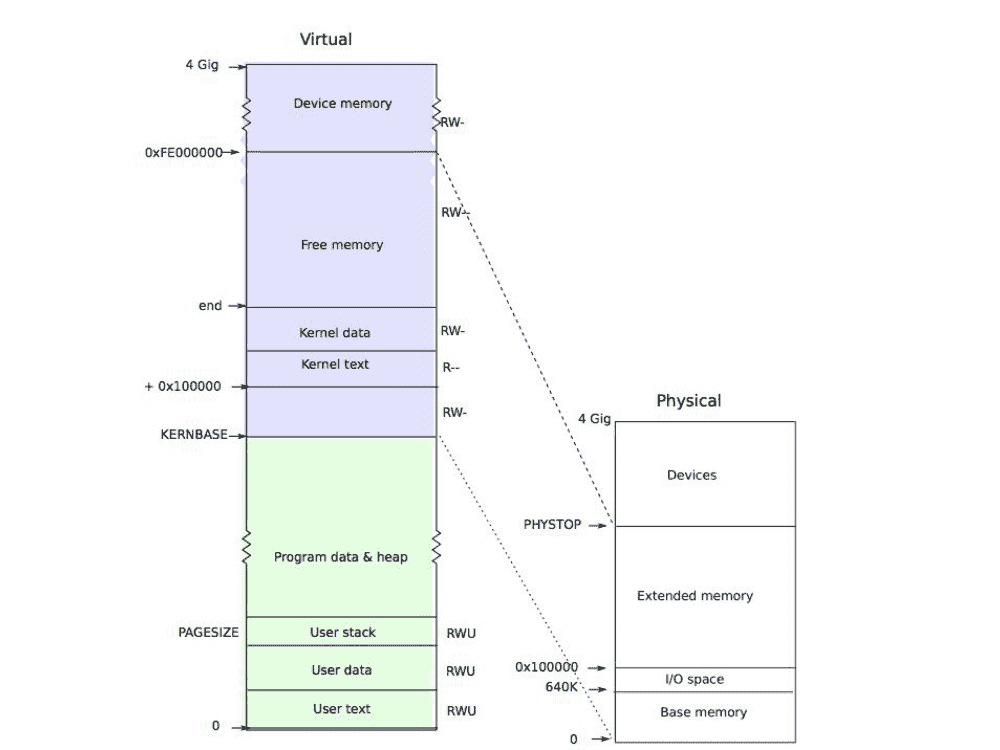 Virtual
4 Gig
Device memory
RW-
0xFE000000
RW--
Free memory
end
Kernel data
RW-
Kernel text
R--
+ 0x100000
RW-
KERNBASE
Program data & heap
PAGESIZE
User stack
RWU
User data
RWU
User text
RWU
0
Physical
4 Gig
Devices
PHYSTOP
Extended memory
0x100000
I/O space
640K
Base memory
0